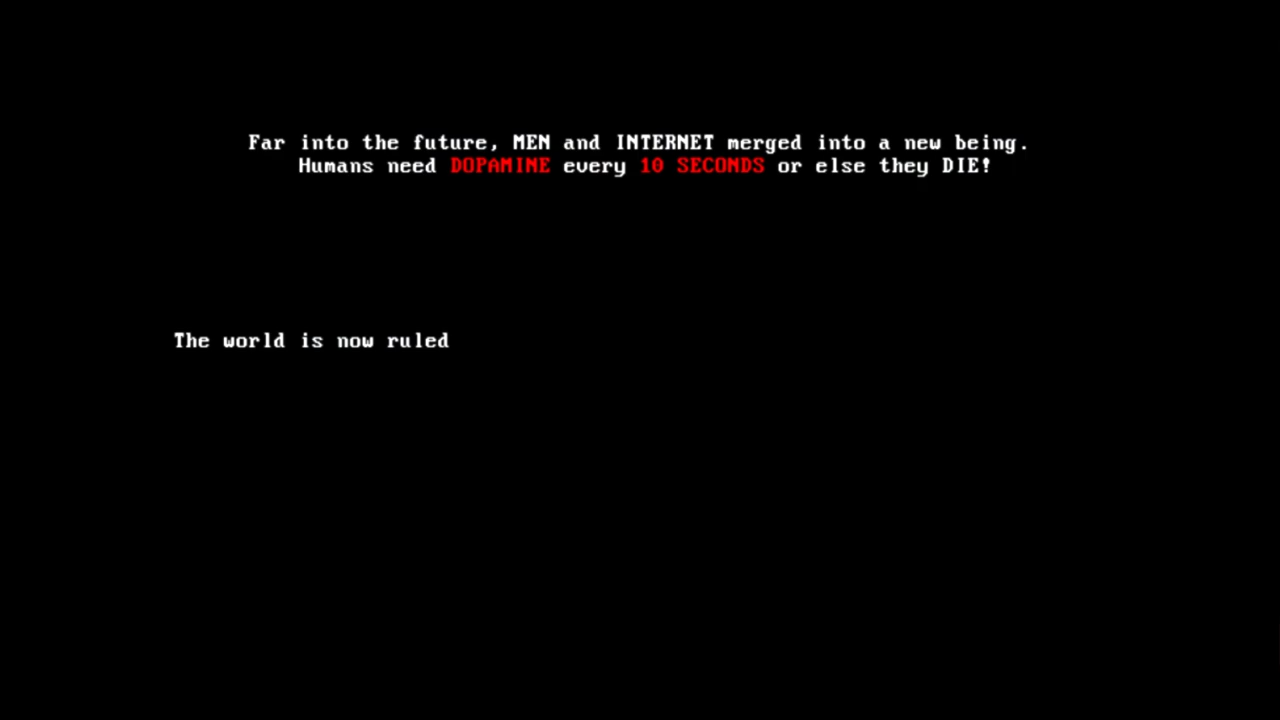 Far into the future, MEN and INTERNET merged into a new being.
Humans need DOPAMINE every 10 SECONDS or else they DIE!
The world is now ruled